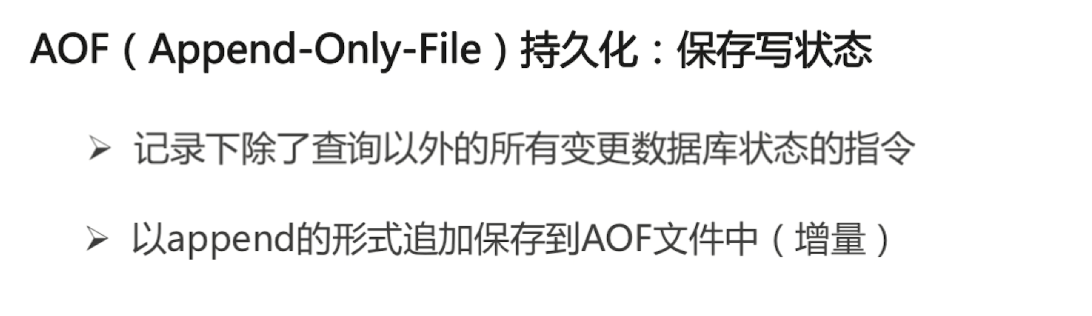 AOF（Append-Only-File）持久化：保存写状态
➢ 记录下除了查询以外的所有变更数据库状态的指令
➢ 以append的形式追加保存到AOF文件中（增量）